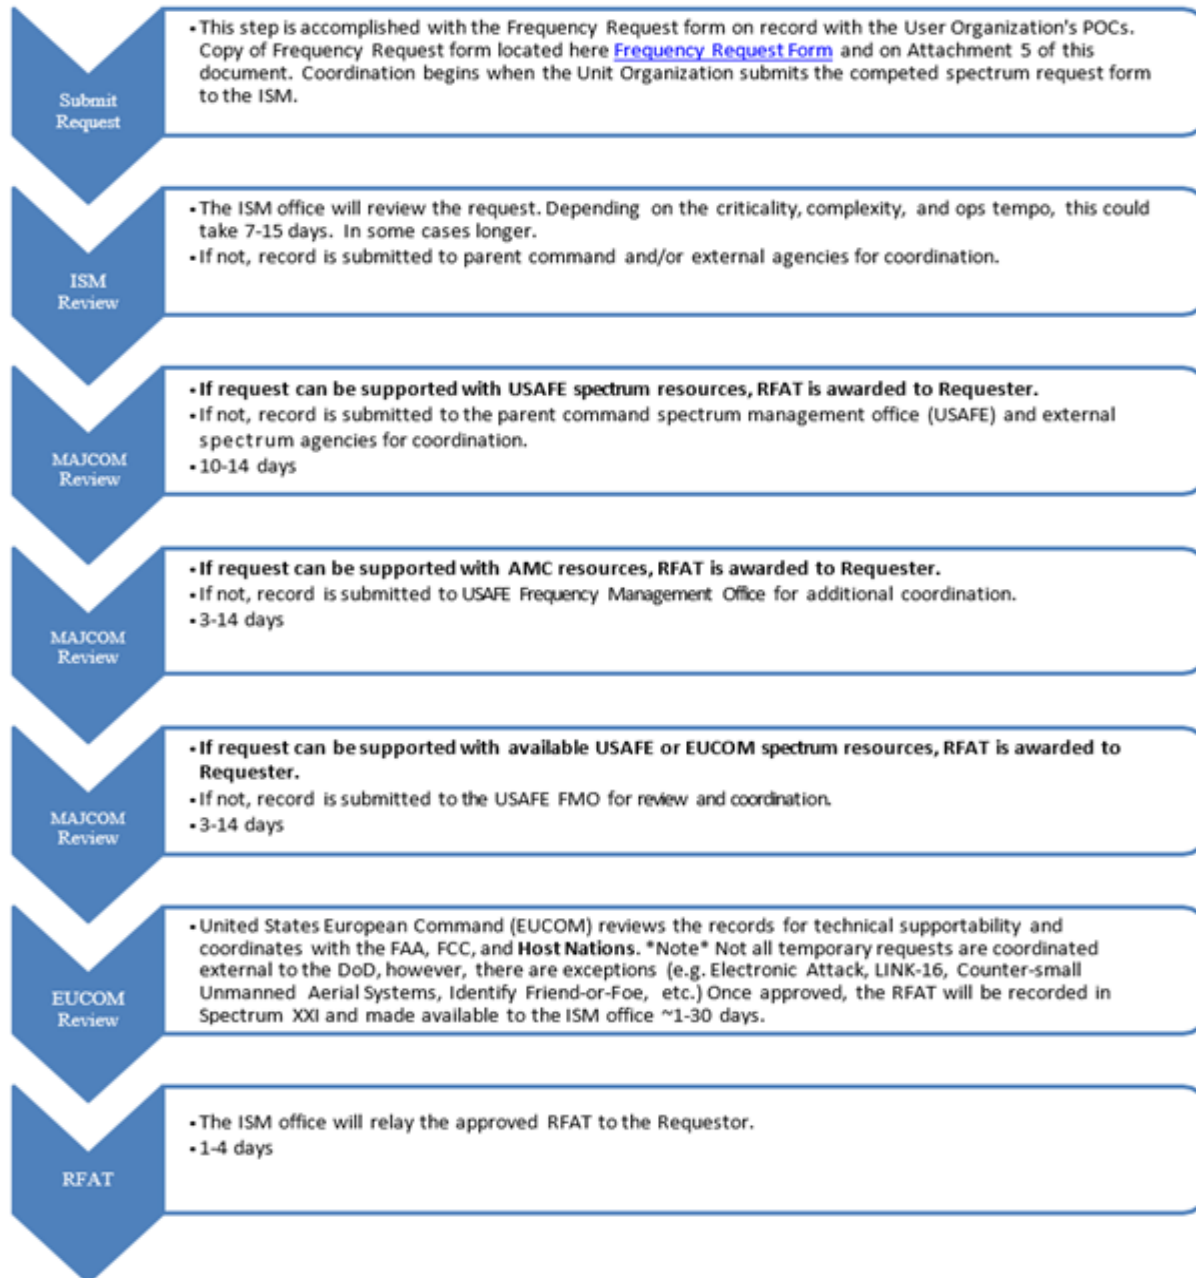 • This step is accomplished with the Frequency Request form on record with the User Organization's POCs.
Copy of Frequency Request form located here Frequency Request Form and on Attachment 5 of this
document. Coordination begins when the Unit Organization submits the competed spectrum request form
to the ISM.
Submit
Request
• The ISM office will review the request. Depending on the criticality, complexity, and ops tempo, this could
take 7-15 days. In some cases longer.
• If not, record is submitted to parent command and/or external agencies for coordination.
ISM
Review
• If request can be supported with USAFE spectrum resources, RFAT is awarded to Requester.
• If not, record is submitted to the parent command spectrum management office (USAFE) and external
spectrum agencies for coordination.
• 10-14 days
MAJCOM
Review
• If request can be supported with AMC resources, RFAT is awarded to Requester.
• If not, record is submitted to USAFE Frequency Management Office for additional coordination.
• 3-14 days
MAJCOM
Review
• If request can be supported with available USAFE or EUCOM spectrum resources, RFAT is awarded to
Requester.
• If not, record is submitted to the USAFE FMO for review and coordination.
• 3-14 days
MAJCOM
Review
• United States European Command (EUCOM) reviews the records for technical supportability and
coordinates with the FAA, FCC, and Host Nations. *Note* Not all temporary requests are coordinated
external to the DoD, however, there are exceptions (e.g. Electronic Attack, LINK-16, Counter-small
Unmanned Aerial Systems, Identify Friend-or-Foe, etc.) Once approved, the RFAT will be recorded in
Spectrum XXI and made available to the ISM office ~1-30 days.
EUCOM
Review
• The ISM office will relay the approved RFAT to the Requestor.
• 1-4 days
RFAT